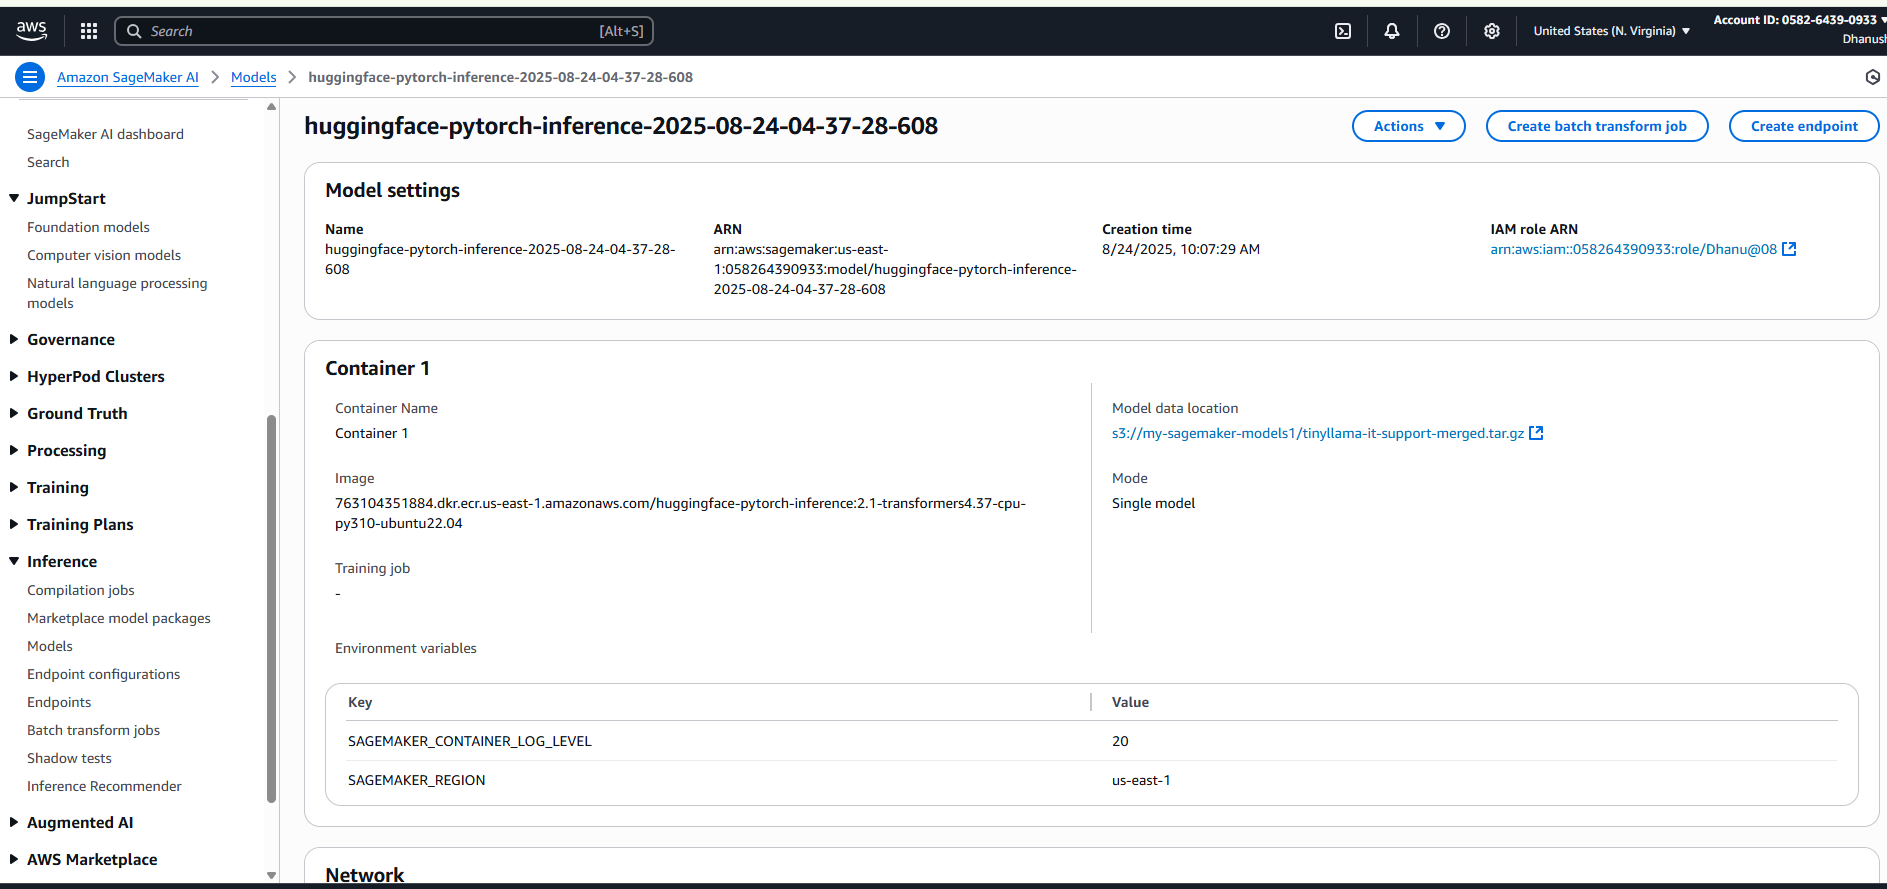 aws
Search
[Alt+S]
United States (N. Virginia)
Account ID: 0582-6439-0933
Amazon SageMaker AI
Models
huggingface-pytorch-inference-2025-08-24-04-37-28-608
SageMaker AI dashboard
Search
JumpStart
Foundation models
Computer vision models
Natural language processing
models
Governance
HyperPod Clusters
Ground Truth
Processing
Training
Training Plans
Inference
Compilation jobs
Marketplace model packages
Models
Endpoint configurations
Endpoints
Batch transform jobs
Shadow tests
Inference Recommender
Augmented AI
AWS Marketplace
huggingface-pytorch-inference-2025-08-24-04-37-28-608
Actions
Create batch transform job
Create endpoint
Model settings
Name
huggingface-pytorch-inference-2025-08-24-04-37-28-
608
ARN
arn:aws:sagemaker:us-east-
1:058264390933:model/huggingface-pytorch-inference-
2025-08-24-04-37-28-608
Creation time
8/24/2025, 10:07:29 AM
IAM role ARN
arn:aws:iam::058264390933:role/Dhanu@08
Container 1
Container Name
Container 1
Image
763104351884.dkr.ecr.us-east-1.amazonaws.com/huggingface-pytorch-inference:2.1-transformers4.37-cpu-
py310-ubuntu22.04
Training job
-
Model data location
s3://my-sagemaker-models1/tinyllama-it-support-merged.tar.gz
Mode
Single model
Environment variables
Key
Value
SAGEMAKER_CONTAINER_LOG_LEVEL
20
SAGEMAKER_REGION
us-east-1
Network